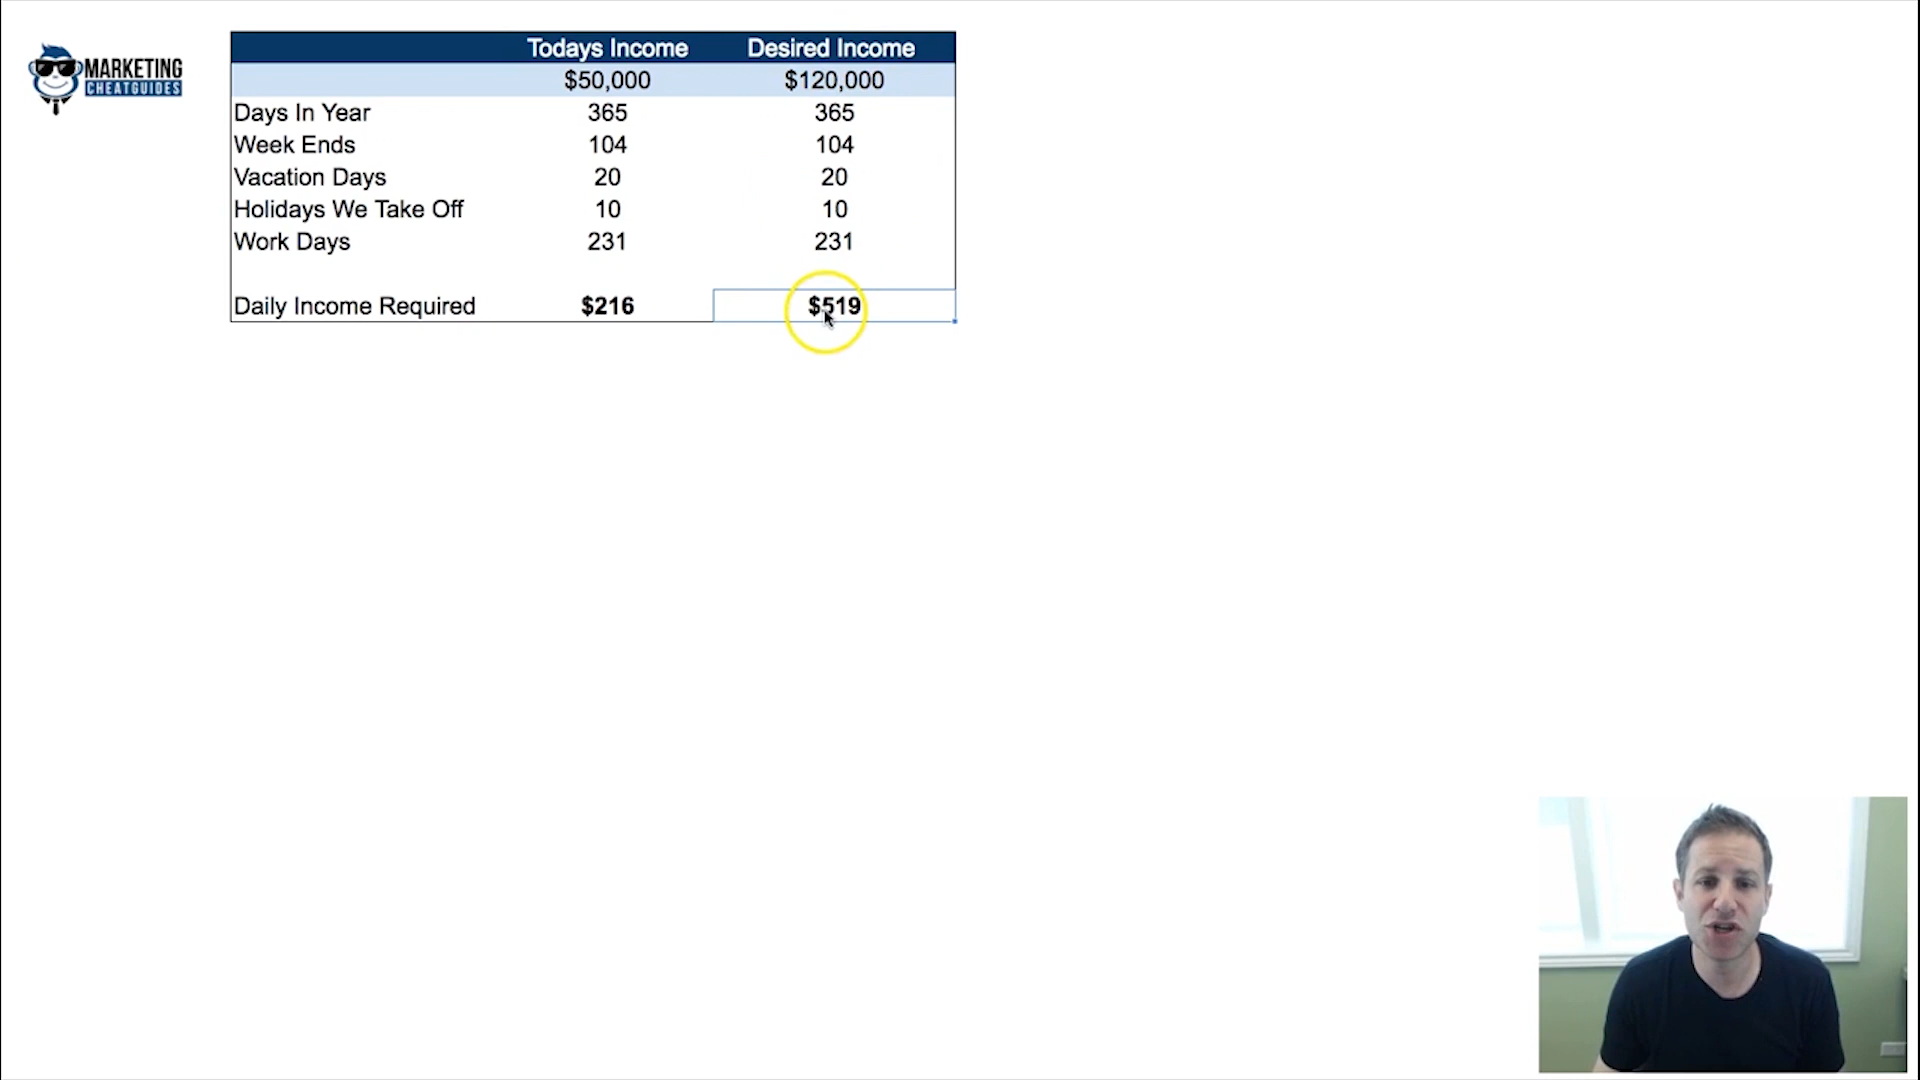 MARKETING
CHEATGUIDES
Todays Income Desired Income
$50,000 $120,000
Days In Year 365 365
Week Ends 104 104
Vacation Days 20 20
Holidays We Take Off 10 10
Work Days 231 231
Daily Income Required $216 $519